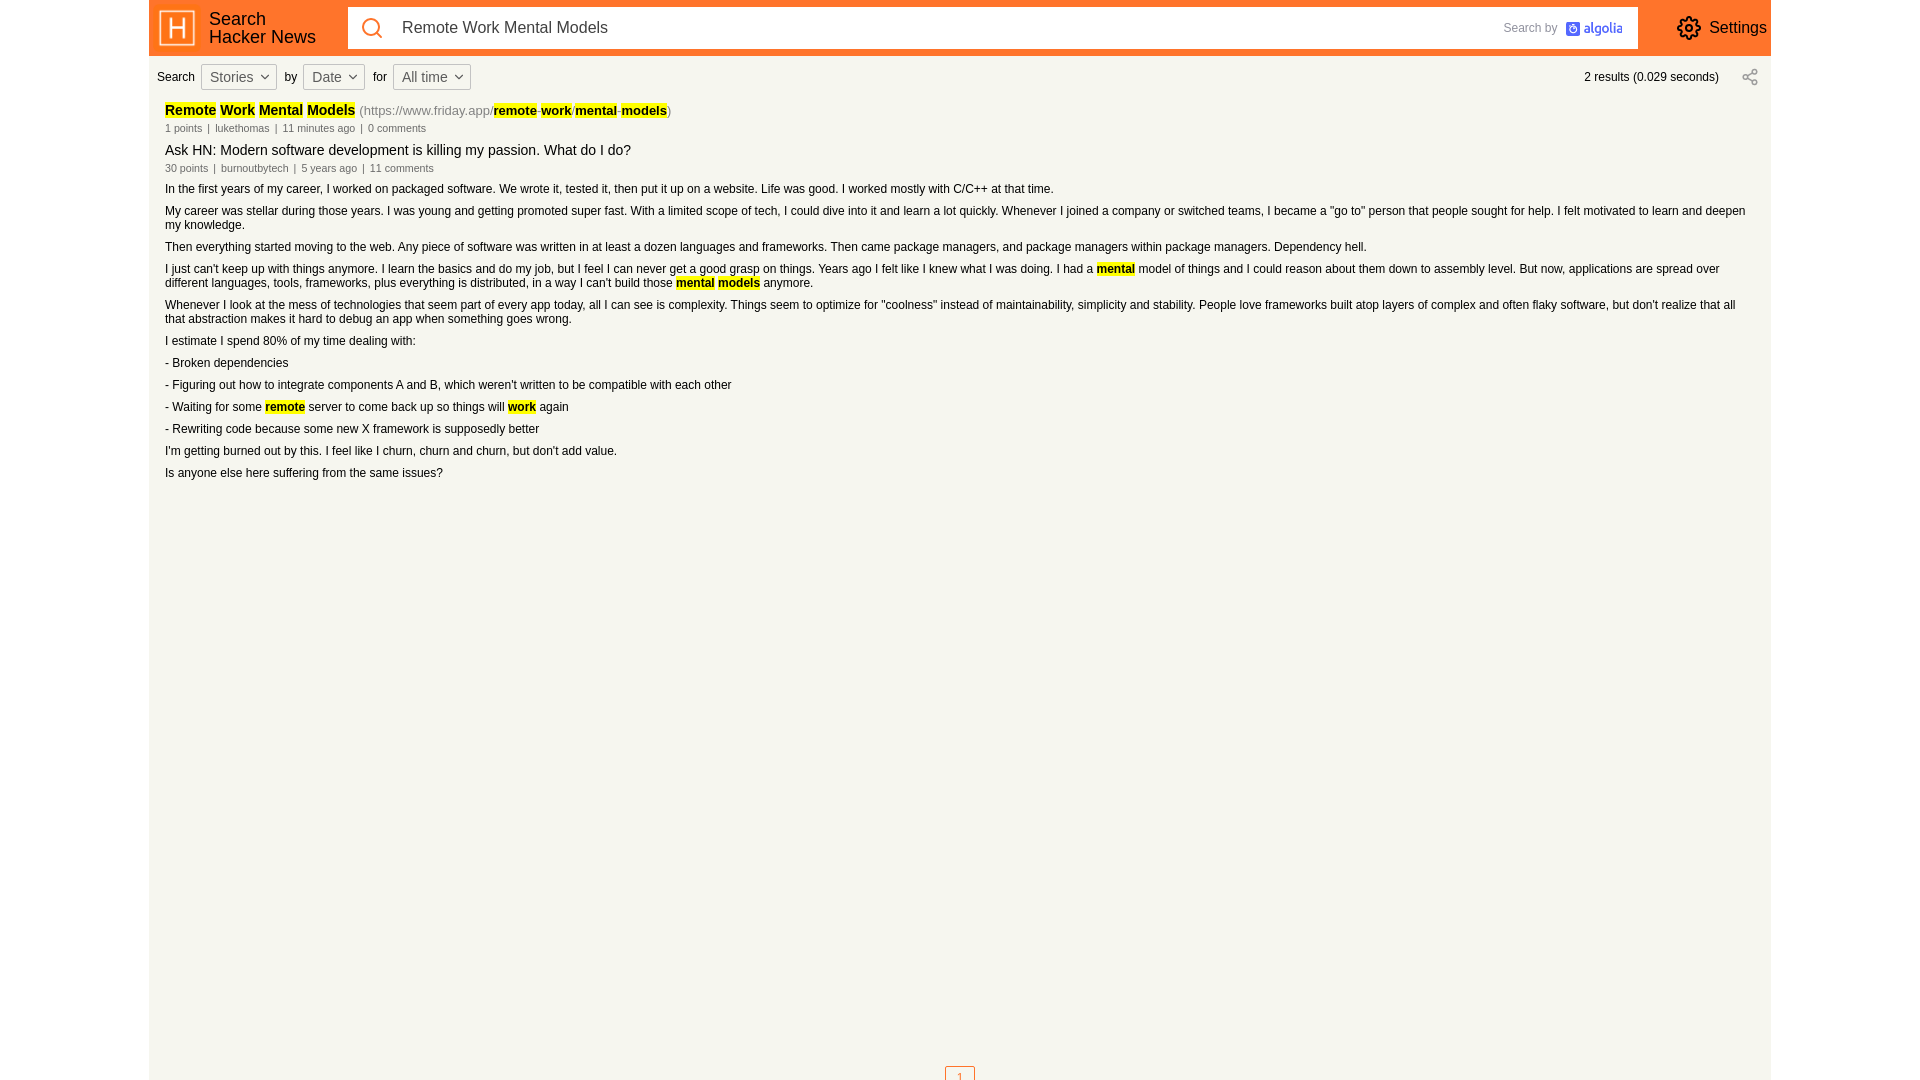 Search
Hacker News
Remote Work Mental Models
Search by algolia
Settings
Search Stories by Date for All time
2 results (0.029 seconds)
Remote Work Mental Models (https://www.friday.app/remote-work/mental-models)
1 points | lukethomas | 11 minutes ago | 0 comments
Ask HN: Modern software development is killing my passion. What do I do?
30 points | burnoutbytech | 5 years ago | 11 comments
In the first years of my career, I worked on packaged software. We wrote it, tested it, then put it up on a website. Life was good. I worked mostly with C/C++ at that time.
My career was stellar during those years. I was young and getting promoted super fast. With a limited scope of tech, I could dive into it and learn a lot quickly. Whenever I joined a company or switched teams, I became a "go to" person that people sought for help. I felt motivated to learn and deepen
my knowledge.
Then everything started moving to the web. Any piece of software was written in at least a dozen languages and frameworks. Then came package managers, and package managers within package managers. Dependency hell.
I just can't keep up with things anymore. I learn the basics and do my job, but I feel I can never get a good grasp on things. Years ago I felt like I knew what I was doing. I had a mental model of things and I could reason about them down to assembly level. But now, applications are spread over
different languages, tools, frameworks, plus everything is distributed, in a way I can't build those mental models anymore.
Whenever I look at the mess of technologies that seem part of every app today, all I can see is complexity. Things seem to optimize for "coolness" instead of maintainability, simplicity and stability. People love frameworks built atop layers of complex and often flaky software, but don't realize that all
that abstraction makes it hard to debug an app when something goes wrong.
I estimate I spend 80% of my time dealing with:
- Broken dependencies
- Figuring out how to integrate components A and B, which weren't written to be compatible with each other
- Waiting for some remote server to come back up so things will work again
- Rewriting code because some new X framework is supposedly better
I'm getting burned out by this. I feel like I churn, churn and churn, but don't add value.
Is anyone else here suffering from the same issues?
1